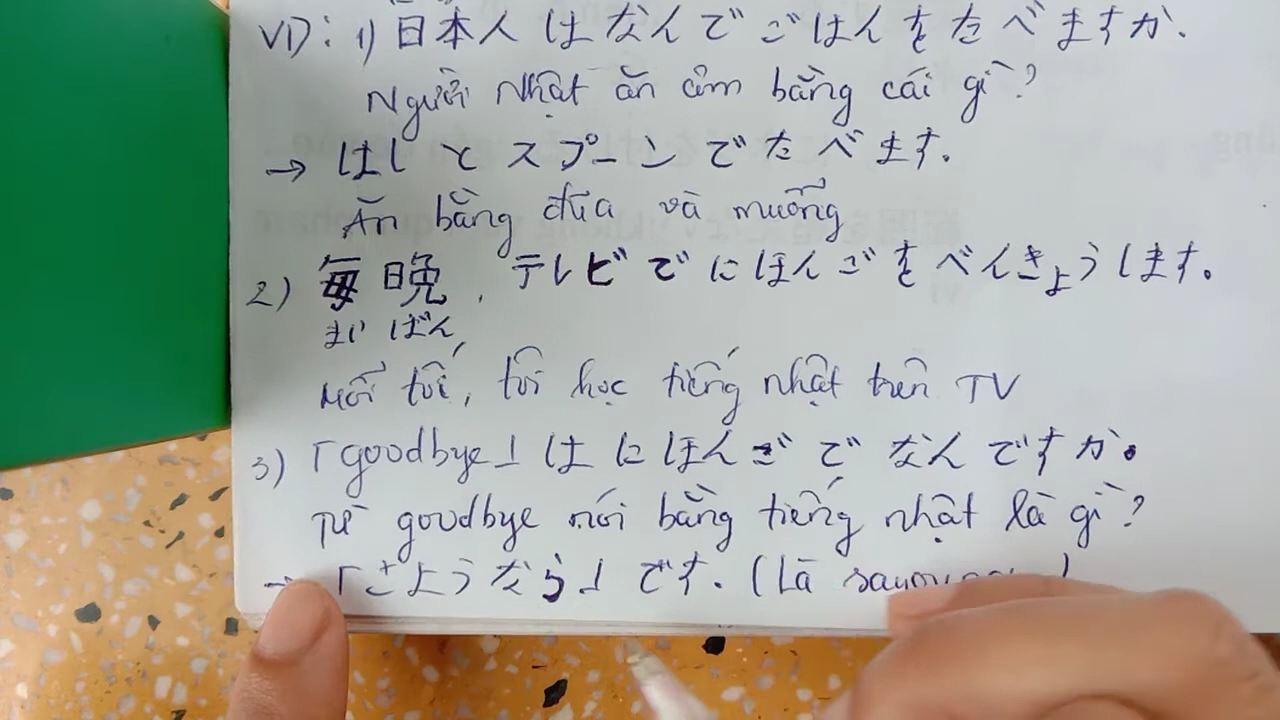 VI): 1) 日本人 は なんで ごはん を たべますか、
Người Nhật ăn cơm bằng cái gì?
→ はし と スプーン で たべます.
Ăn bằng đũa và muỗng
2) 毎晩, テレビ で にほんご を べんきょうします.
まい ばん
Mỗi tối, tôi học tiếng nhật trên TV
3) 「goodbye」 は にほんご で なんですか.
Từ goodbye nói bằng tiếng nhật là gì?
→ 「さようなら」 です. (Là